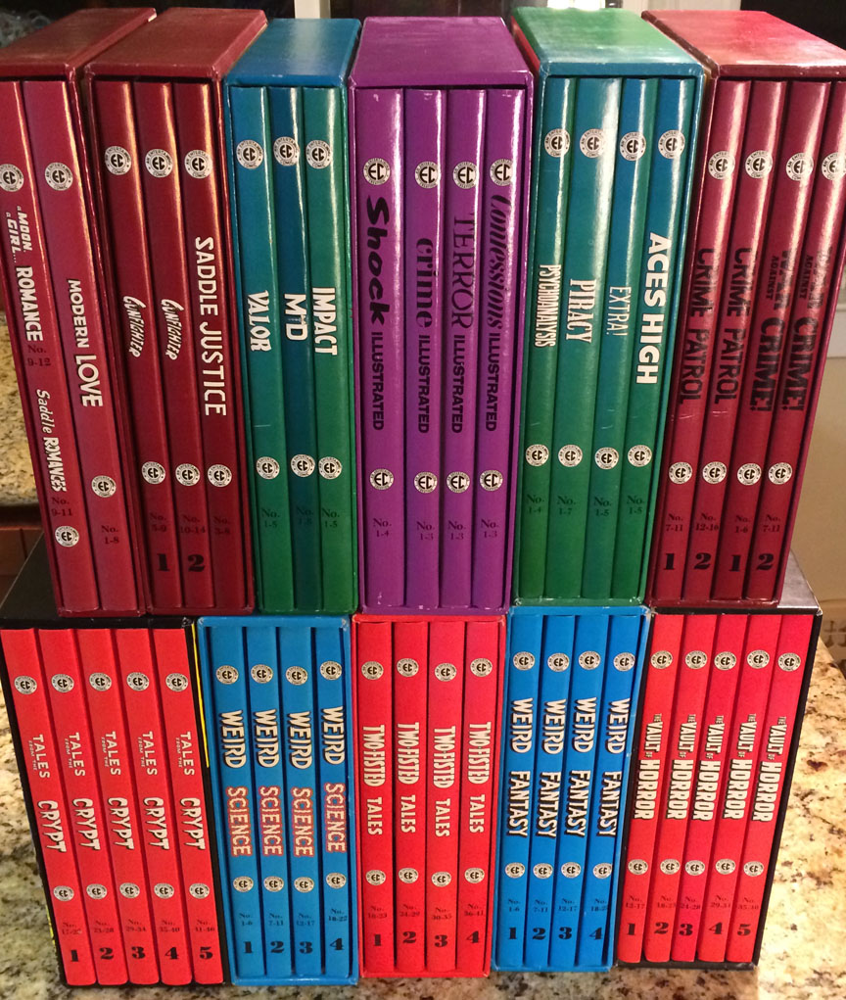 a MOON, a GIRL... ROMANCE
No. 9-12
Saddle ROMANCES
No. 9-11
MODERN LOVE
No. 1-8
GUNFIGHTER
No. 5-9
1
GUNFIGHTER
No. 10-14
2
SADDLE JUSTICE
No. 3-8
VALOR
No. 1-5
MD
No. 1-5
IMPACT
No. 1-5
Shock ILLUSTRATED
No. 1-4
crime ILLUSTRATED
No. 1-3
TERROR ILLUSTRATED
No. 1-3
Confessions ILLUSTRATED
No. 1-3
PSYCHOANALYSIS
No. 1-4
PIRACY
No. 1-7
EXTRA!
No. 1-5
ACES HIGH
No. 1-5
CRIME PATROL
No. 7-11
1
CRIME PATROL
No. 12-16
2
WAR AGAINST CRIME!
No. 1-6
1
WAR AGAINST CRIME!
No. 7-11
2
TALES FROM THE CRYPT
No.
1
TALES FROM THE CRYPT
No.
2
TALES FROM THE CRYPT
No. 29-34
3
TALES FROM THE CRYPT
No. 35-40
4
TALES FROM THE CRYPT
No. 41-46
5
WEIRD SCIENCE
No. 1-6
1
WEIRD SCIENCE
No. 7-11
2
WEIRD SCIENCE
No. 12-17
3
WEIRD SCIENCE
No. 18-22
4
TWO-FISTED TALES
No. 18-23
1
TWO-FISTED TALES
No. 24-29
2
TWO-FISTED TALES
No. 30-35
3
TWO-FISTED TALES
No. 36-41
4
WEIRD FANTASY
No. 1-6
1
WEIRD FANTASY
No. 7-11
2
WEIRD FANTASY
No. 12-17
3
WEIRD FANTASY
No.
4
THE VAULT OF HORROR
No. 12-17
1
THE VAULT OF HORROR
No. 18-23
2
THE VAULT OF HORROR
No. 24-28
3
THE VAULT OF HORROR
No. 29-34
4
THE VAULT OF HORROR
No. 35-40
5